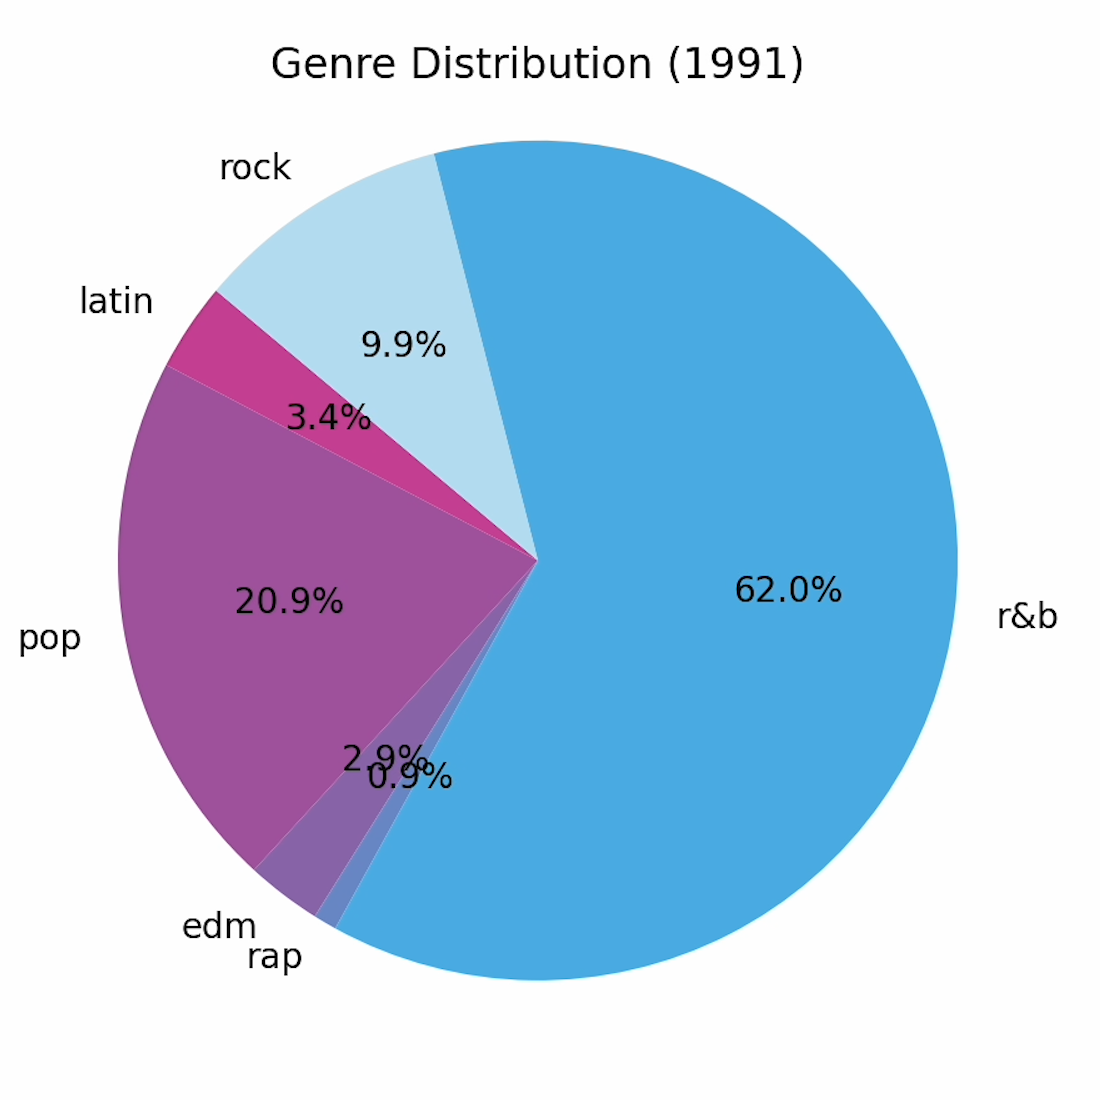 Genre Distribution (1991)
rock
latin
9.9%
3.4%
62.0%
20.9%
r&b
pop
2.9%
0.9%
edm
rap